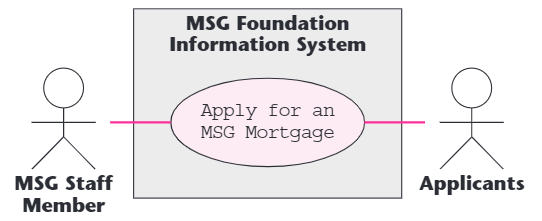 MSG Foundation
Information System
Apply for an
MSG Mortgage
MSG Staff
Member
Applicants